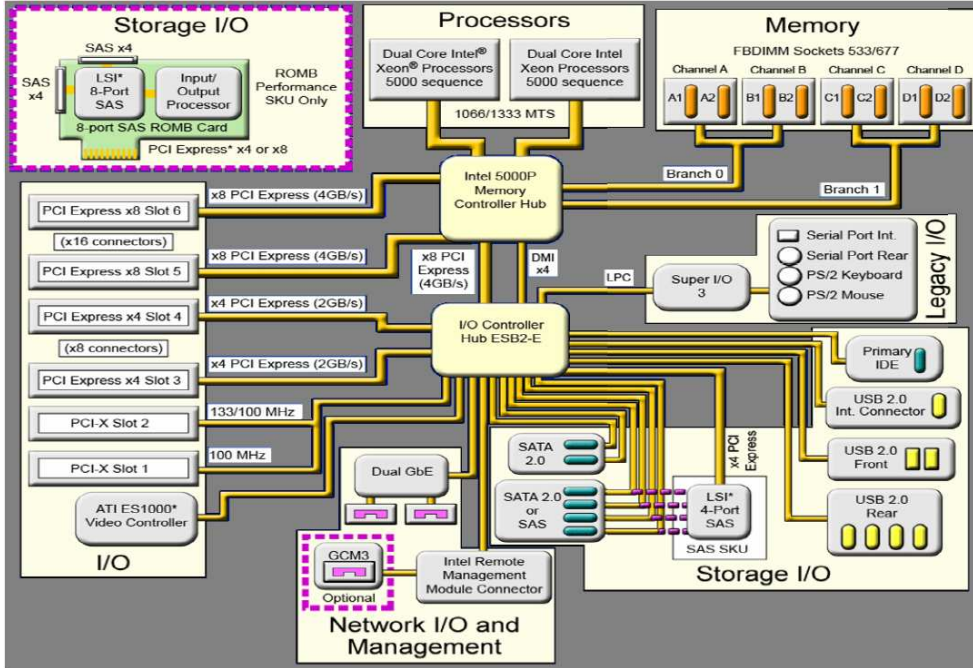 Storage I/O
SAS x4
SAS
x4
LSI*
8-Port
SAS
Input/
Output
Processor
ROMB
Performance
SKU Only
8-port SAS ROMB Card
PCI Express* x4 or x8
Processors
Dual Core Intel®
Xeon® Processors
5000 sequence
Dual Core Intel
Xeon Processors
5000 sequence
1066/1333 MTS
Memory
FBDIMM Sockets 533/677
Channel A
Channel B
Channel C
Channel D
A1
A2
B1
B2
C1
C2
D1
D2
Branch 0
Branch 1
Intel 5000P
Memory
Controller Hub
x8 PCI Express (4GB/s)
PCI Express x8 Slot 6
(x16 connectors)
x8 PCI Express (4GB/s)
PCI Express x8 Slot 5
x4 PCI Express (2GB/s)
PCI Express x4 Slot 4
(x8 connectors)
x4 PCI Express (2GB/s)
PCI Express x4 Slot 3
133/100 MHz
PCI-X Slot 2
100 MHz
PCI-X Slot 1
ATI ES1000*
Video Controller
I/O
x8 PCI
Express
(4GB/s)
DMI
x4
LPC
Super I/O
3
Serial Port Int.
Serial Port Rear
PS/2 Keyboard
PS/2 Mouse
Legacy I/O
I/O Controller
Hub ESB2-E
Primary
IDE
USB 2.0
Int. Connector
USB 2.0
Front
USB 2.0
Rear
SATA
2.0
SATA 2.0
or
SAS
x4 PCI
Express
LSI*
4-Port
SAS
SAS SKU
Storage I/O
Dual GbE
GCM3
Optional
Intel Remote
Management
Module Connector
Network I/O and
Management